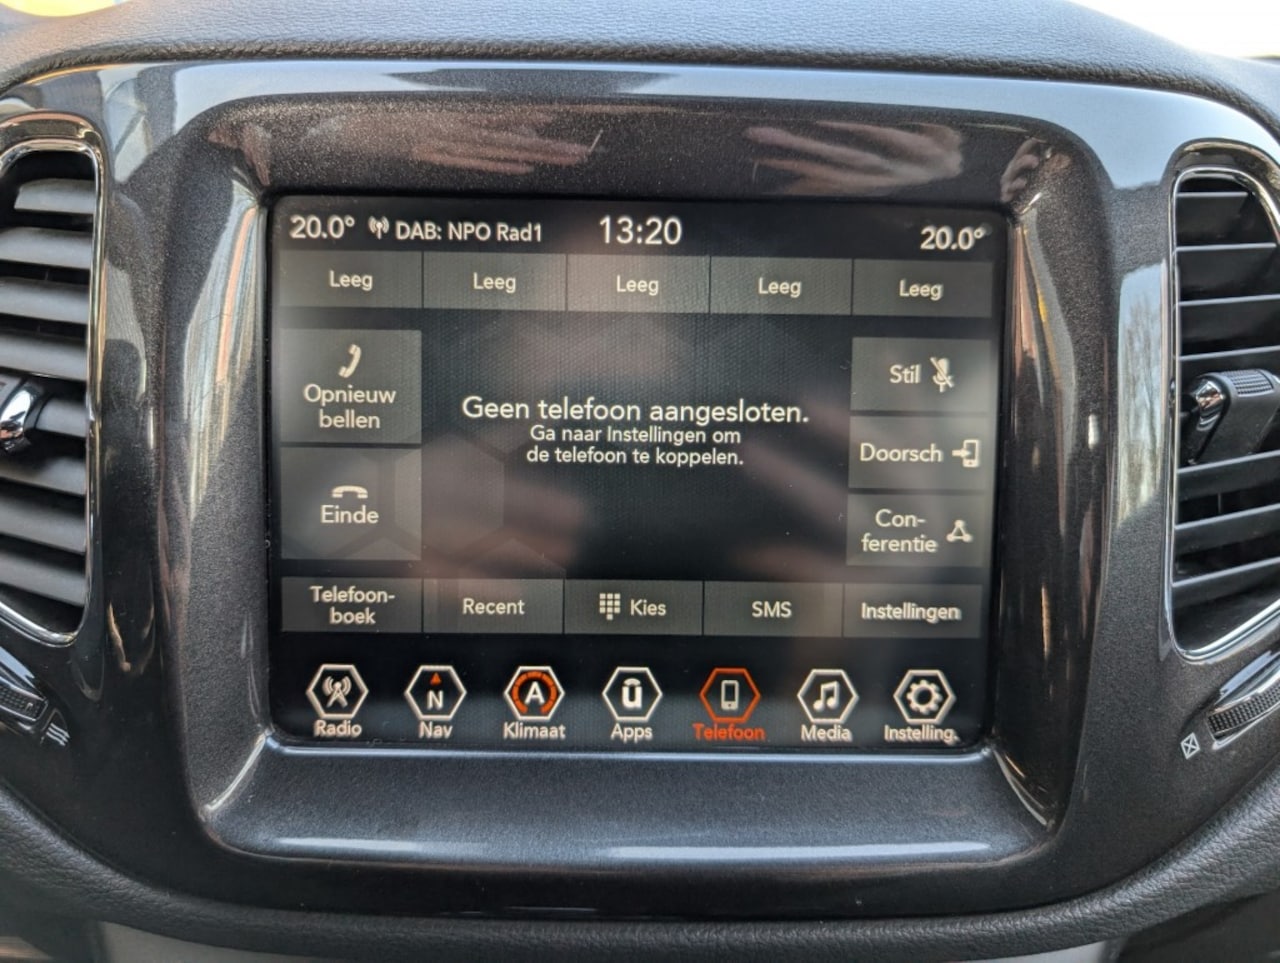 20.0° DAB: NPO Rad1 13:20 20.0°
Leeg Leeg Leeg Leeg Leeg
Opnieuw
bellen
Einde
Geen telefoon aangesloten.
Ga naar Instellingen om
de telefoon te koppelen.
Stil
Doorsch
Con-
ferentie
Telefoon-
boek
Recent
Kies
SMS
Instellingen
Radio
N
Nav
A
Klimaat
ū
Apps
Telefoon
Media
Instelling.